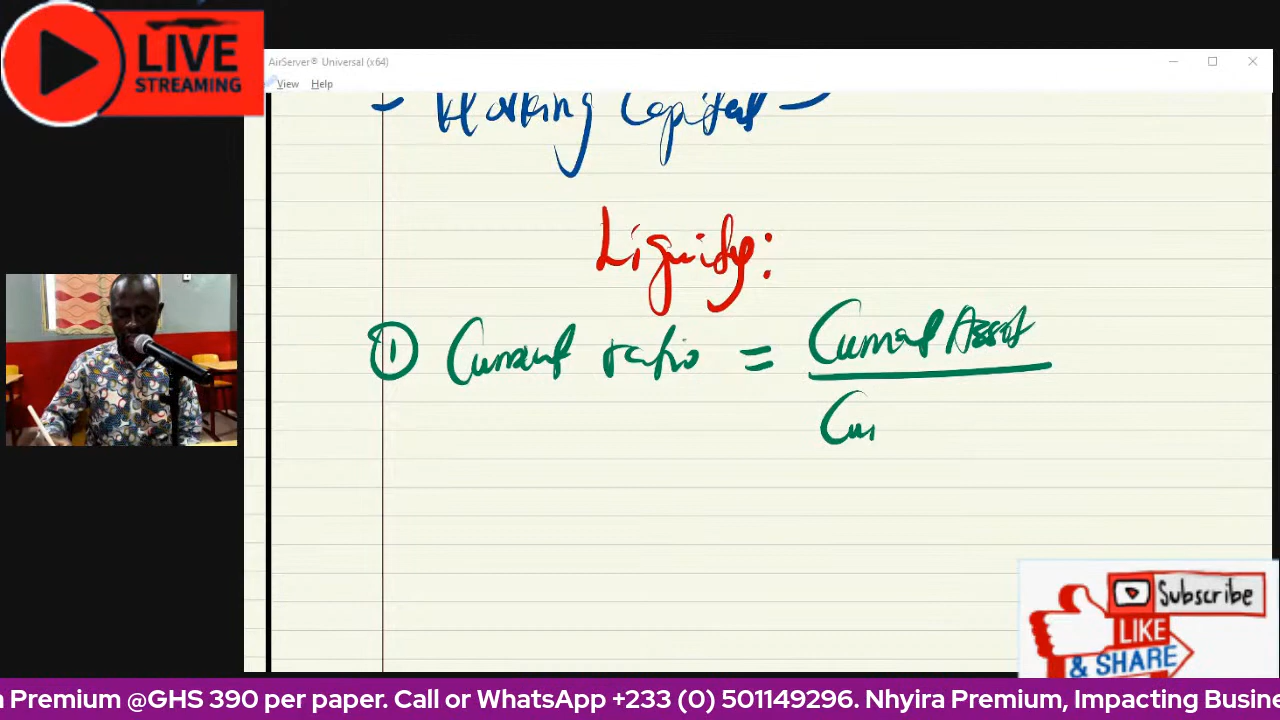 LIVE
STREAMING
AirServer® Universal (x64)
View Help
- Working Capital -
Liquidity:
① Current ratio = Current Asset
Cur
Subscribe
LIKE
& SHARE
Premium @GHS 390 per paper. Call or WhatsApp +233 (0) 501149296. Nhyira Premium, Impacting Busine